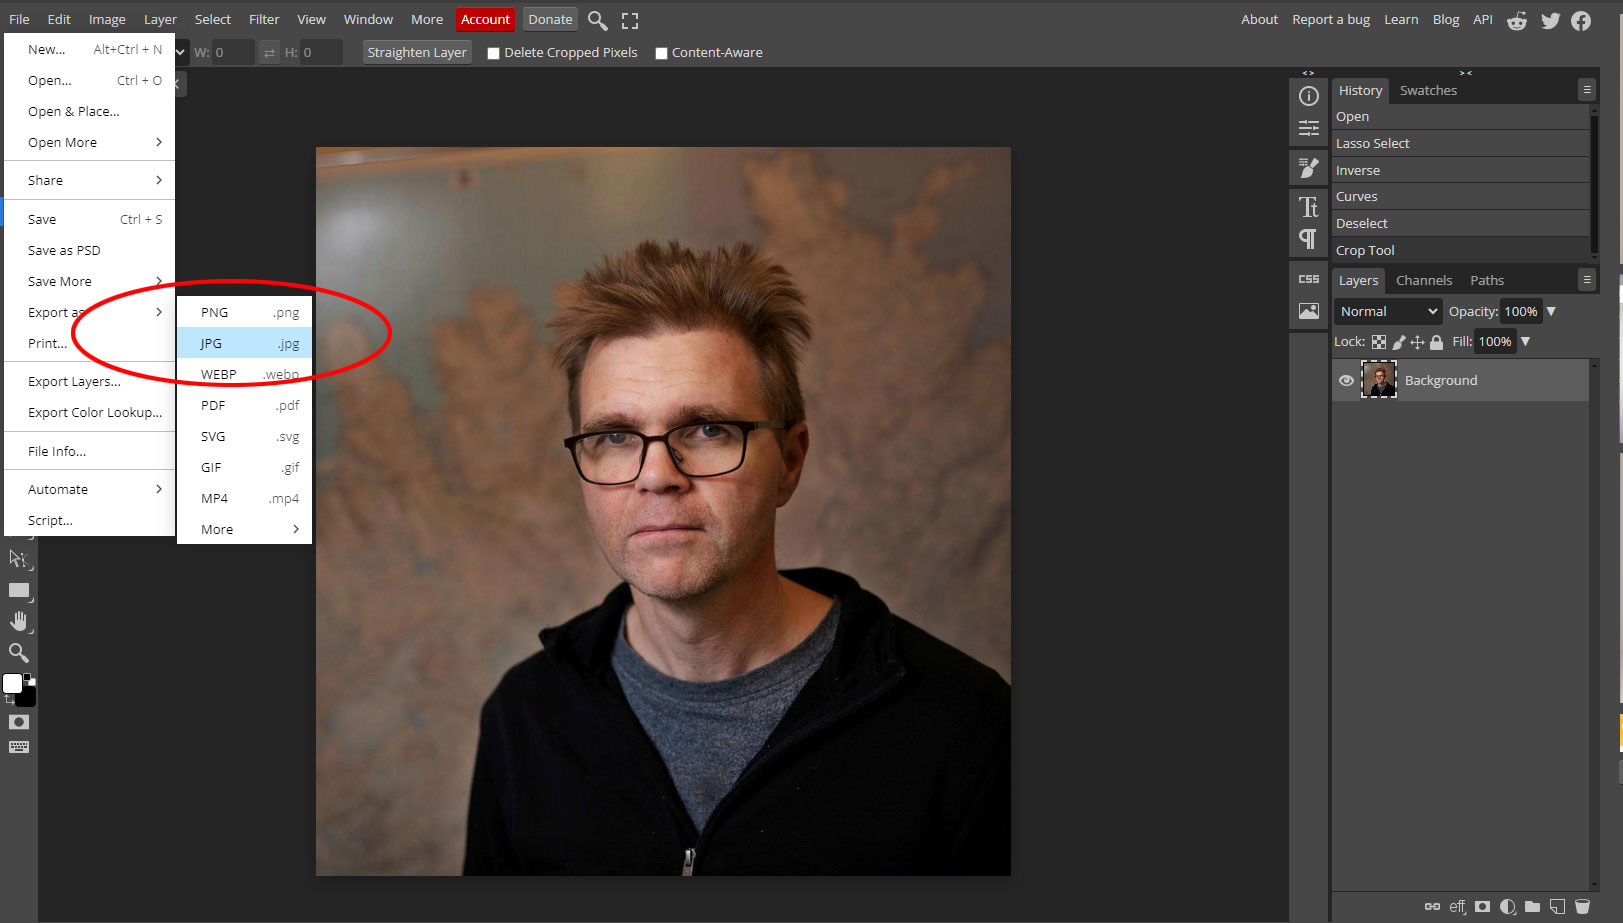 File Edit Image Layer Select Filter View Window More Account Donate About Report a bug Learn Blog API
W: 0 H: 0 Straighten Layer Delete Cropped Pixels Content-Aware
New... Alt+Ctrl + N
Open... Ctrl + O
Open & Place...
Open More
Share
Save Ctrl + S
Save as PSD
Save More
Export as
Print...
Export Layers...
Export Color Lookup...
File Info...
Automate
Script...
PNG .png
JPG .jpg
WEBP .webp
PDF .pdf
SVG .svg
GIF .gif
MP4 .mp4
More
CSS
History Swatches
Open
Lasso Select
Inverse
Curves
Deselect
Crop Tool
Layers Channels Paths
Normal Opacity: 100%
Lock: Fill: 100%
Background
eff